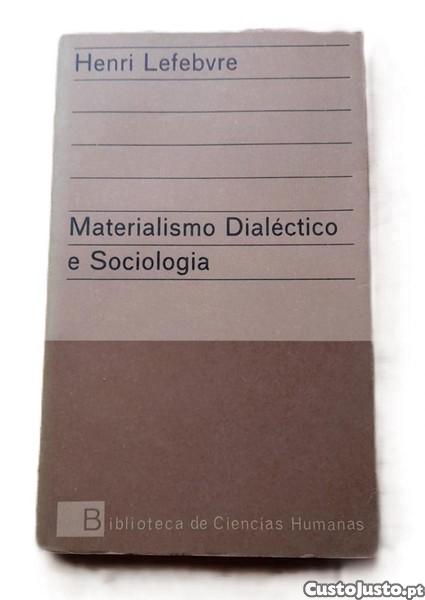 Henri Lefebvre
Materialismo Dialéctico
e Sociologia
Biblioteca de Ciencias Humanas
CustoJusto.pt